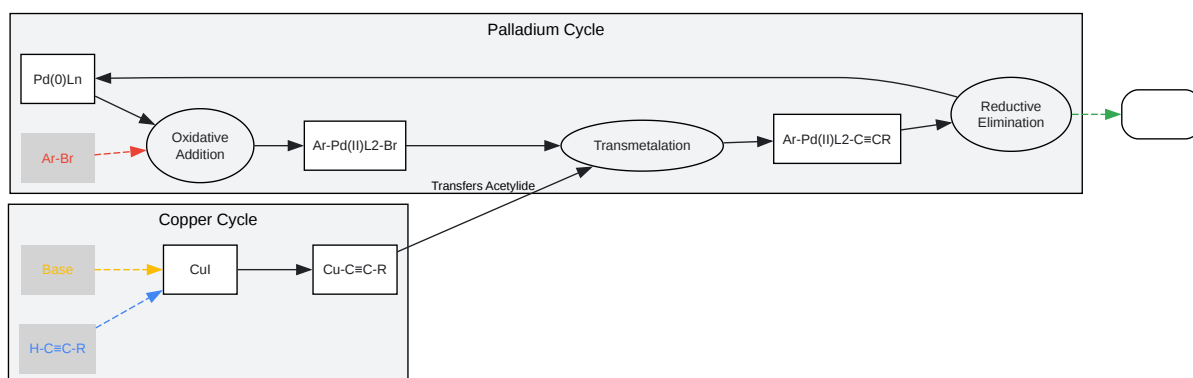 Palladium Cycle
Pd(0)Ln
Ar-Br
Oxidative
Addition
Ar-Pd(II)L2-Br
Transmetalation
Ar-Pd(II)L2-C≡CR
Reductive
Elimination
Transfers Acetylide
Copper Cycle
Base
H-C≡C-R
CuI
Cu-C≡C-R